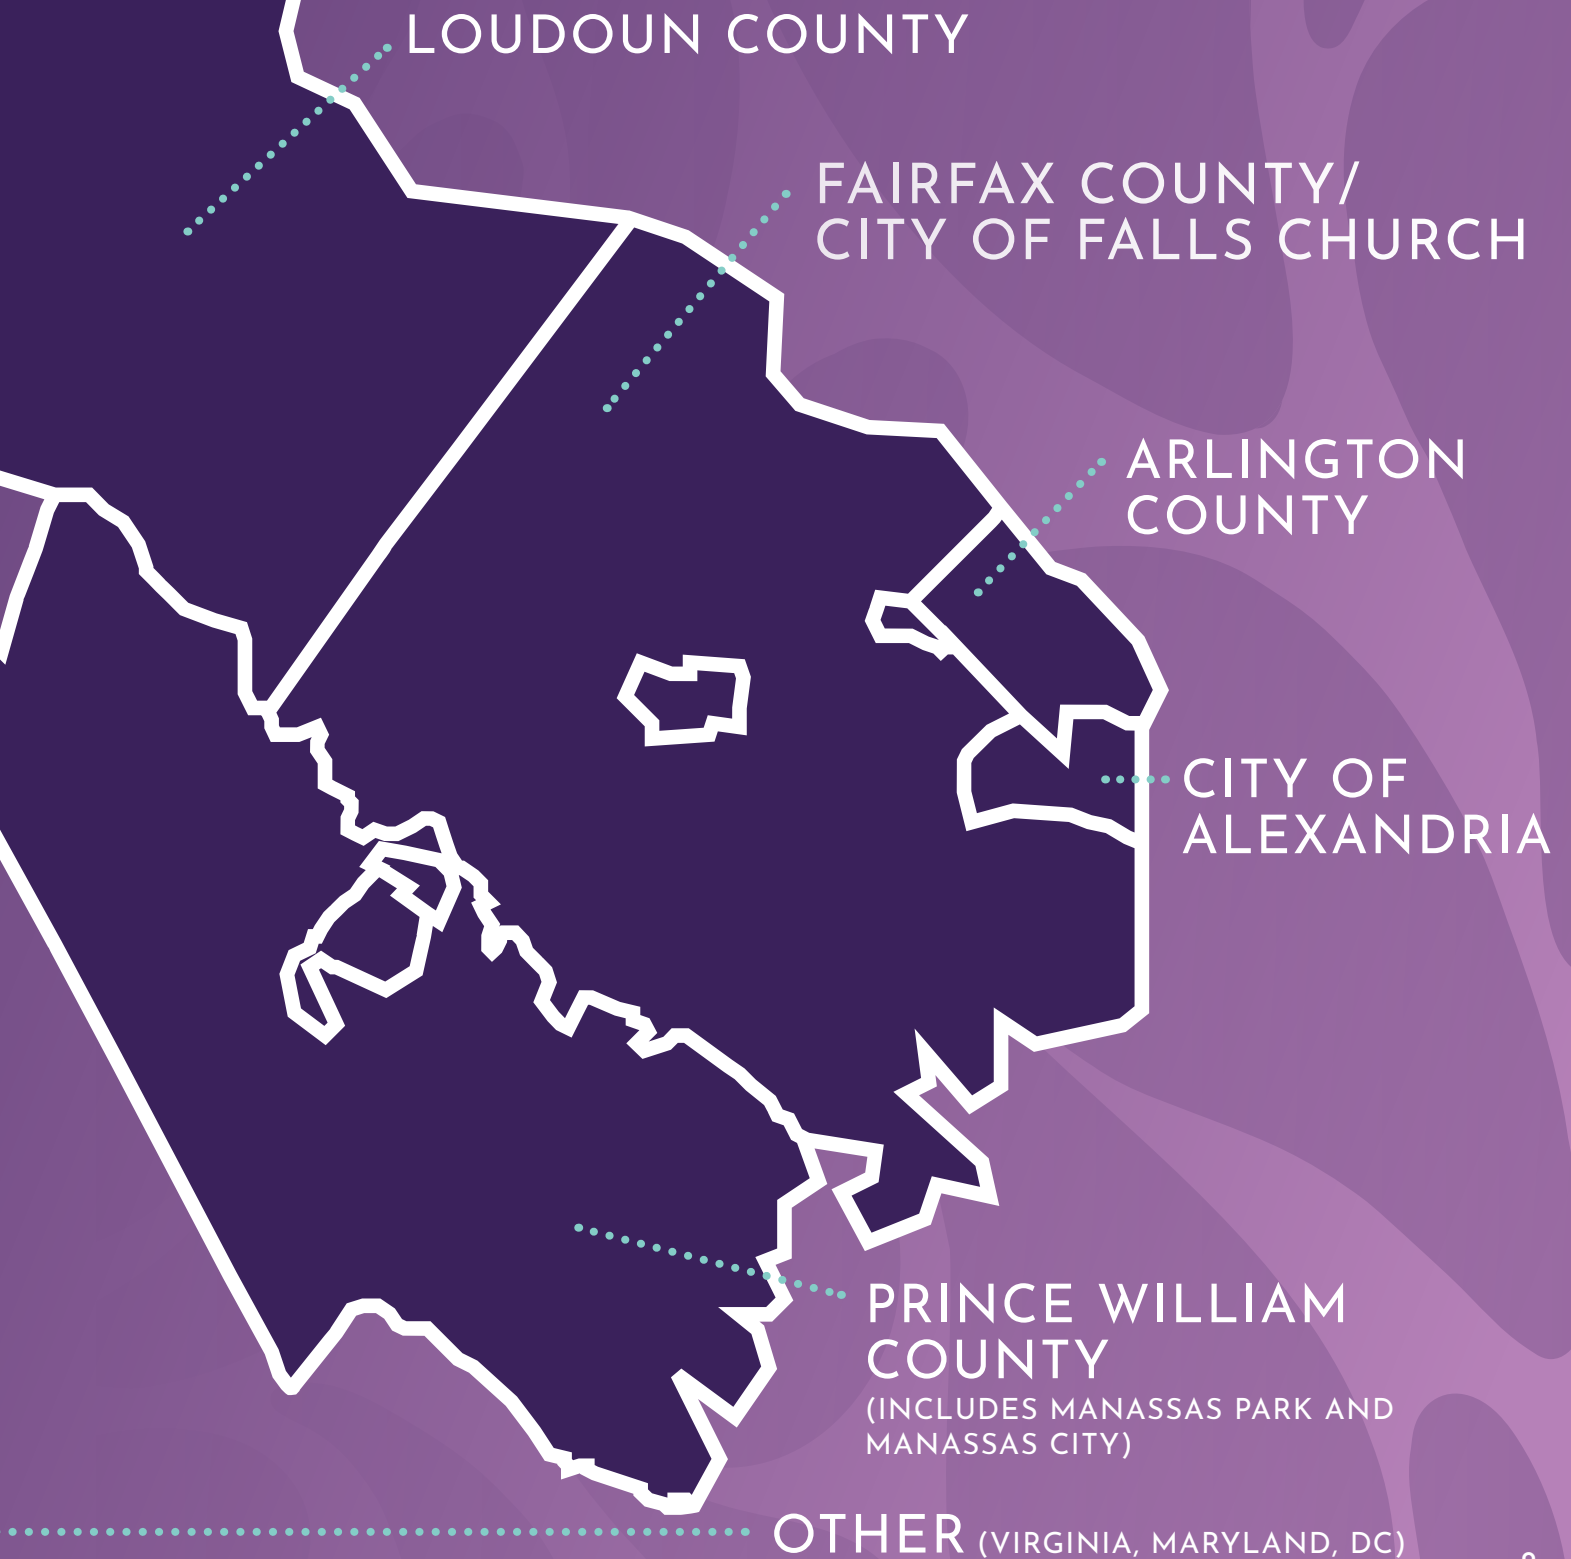 LOUDOUN COUNTY
FAIRFAX COUNTY/
CITY OF FALLS CHURCH
ARLINGTON
COUNTY
CITY OF
ALEXANDRIA
PRINCE WILLIAM
COUNTY
(INCLUDES MANASSAS PARK AND
MANASSAS CITY)
OTHER (VIRGINIA, MARYLAND, DC)